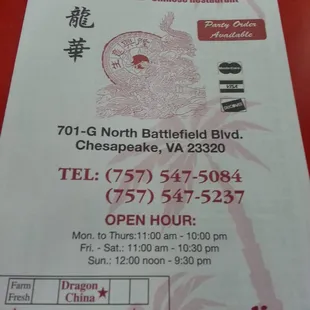 Chinese Restaurant
龍華
Party Order
Available
VISA
701-G North Battlefield Blvd.
Chesapeake, VA 23320
TEL: (757) 547-5084
(757) 547-5237
OPEN HOUR:
Mon. to Thurs:11:00 am - 10:00 pm
Fri. - Sat.: 11:00 am - 10:30 pm
Sun.: 12:00 noon - 9:30 pm
Farm
Fresh
Dragon
China